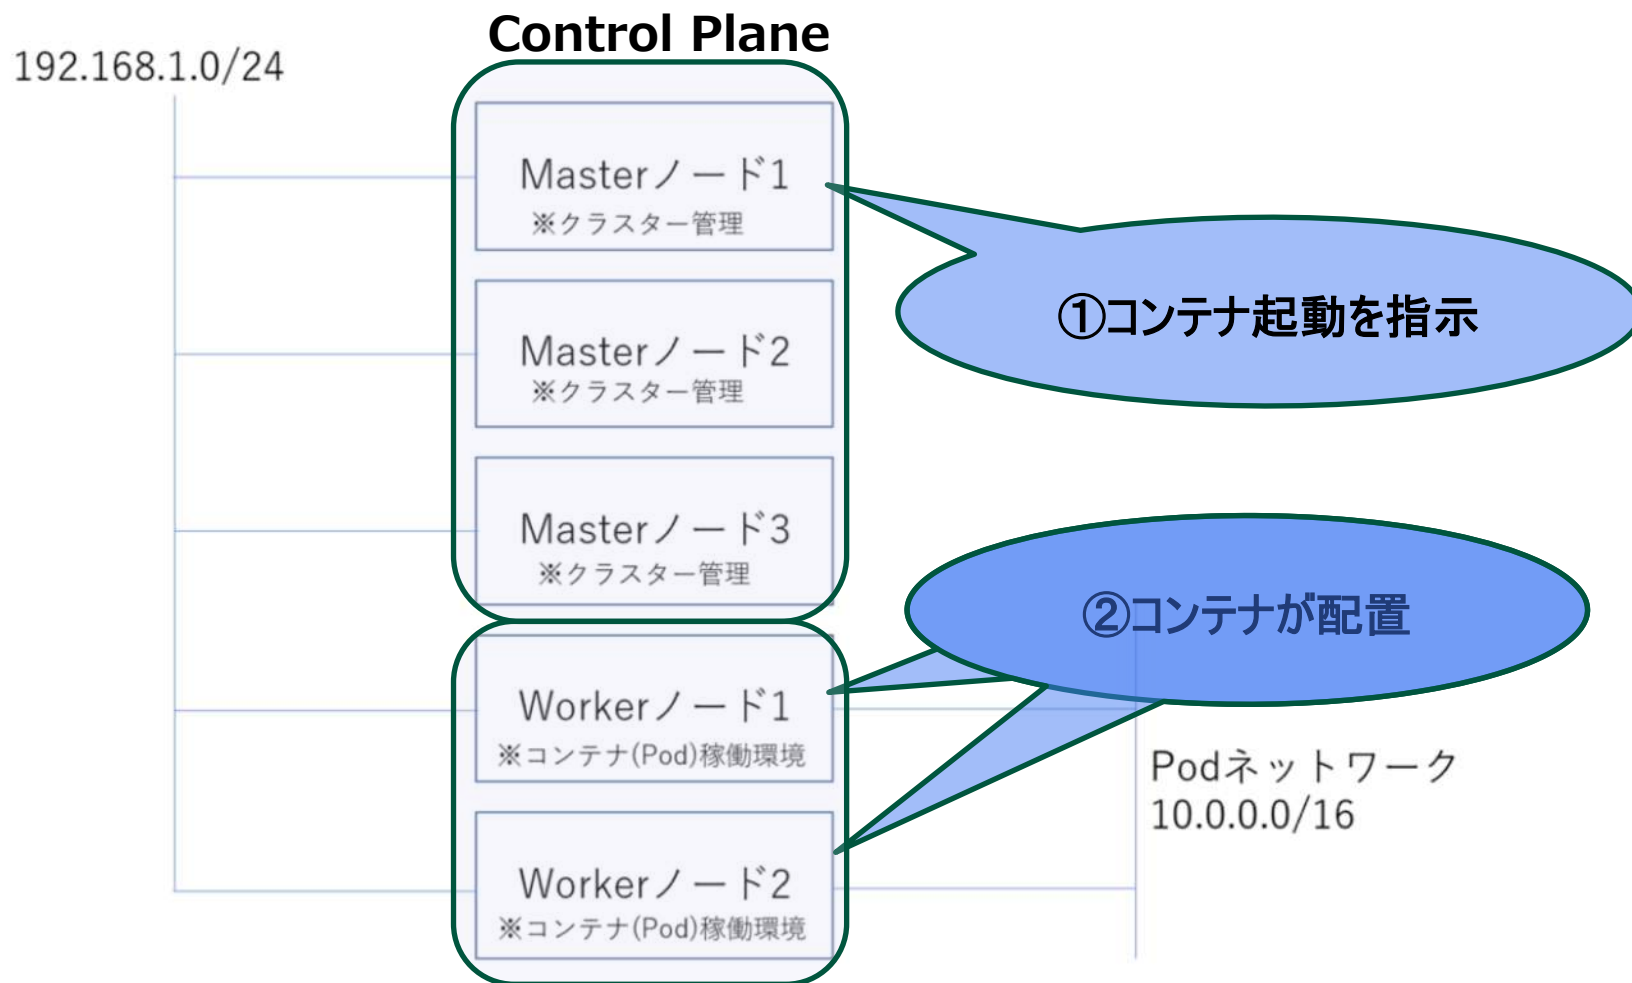 Control Plane
192.168.1.0/24
Masterノード1
※クラスター管理
①コンテナ起動を指示
Masterノード2
※クラスター管理
Masterノード3
※クラスター管理
②コンテナが配置
Workerノード1
※コンテナ(Pod)稼働環境
Podネットワーク
10.0.0.0/16
Workerノード2
※コンテナ(Pod)稼働環境